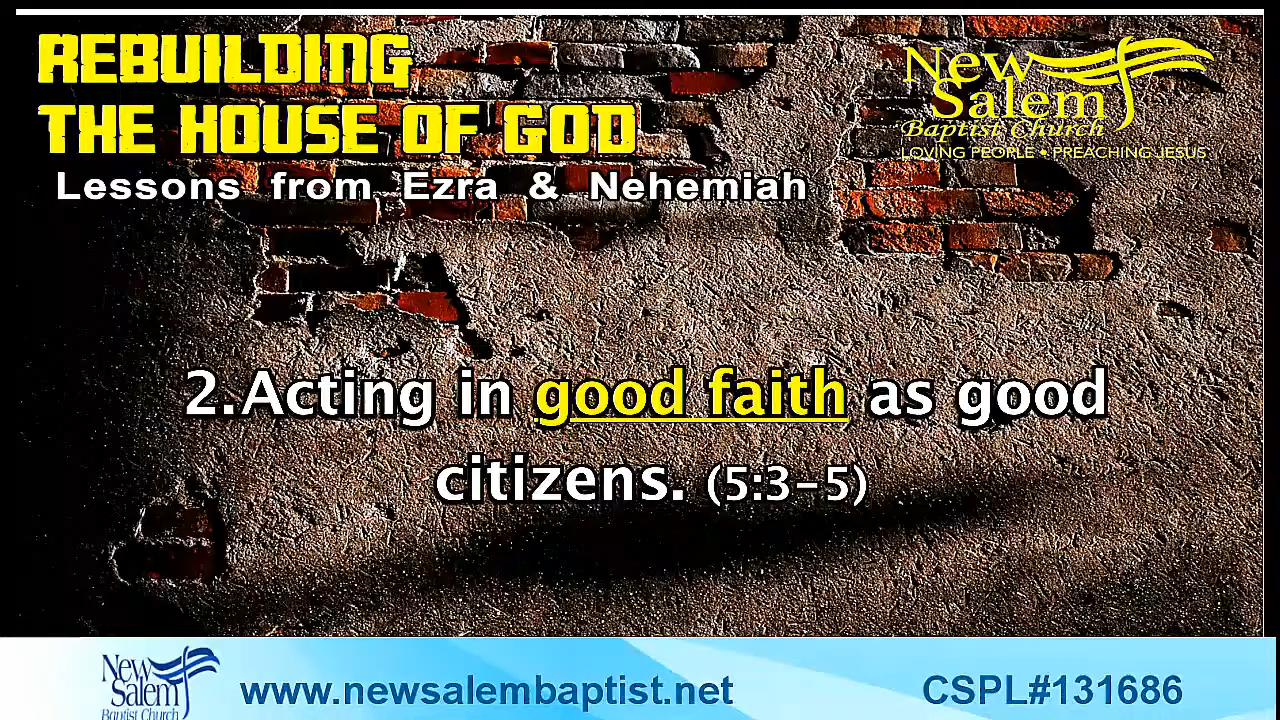 REBUILDING
THE HOUSE OF GOD
Lessons from Ezra & Nehemiah
New
Salem
Baptist Church
LOVING PEOPLE • PREACHING JESUS
2.Acting in good faith as good
citizens. (5:3-5)
New
Salem
Baptist Church
www.newsalembaptist.net
CSPL#131686